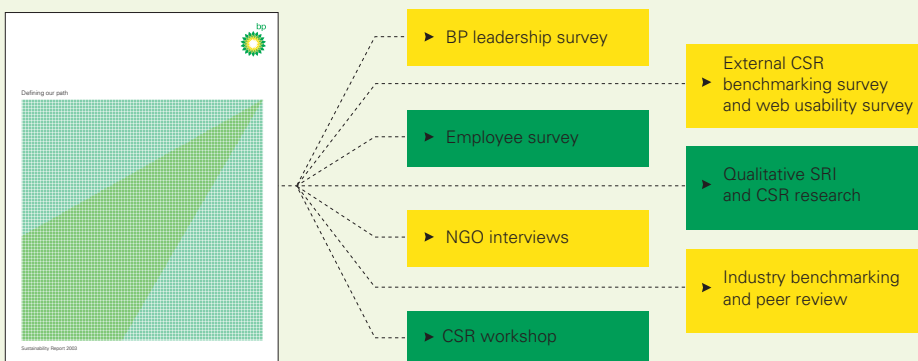 bp
Defining our path
Sustainability Report 2003
BP leadership survey
External CSR
benchmarking survey
and web usability survey
Employee survey
Qualitative SRI
and CSR research
NGO interviews
Industry benchmarking
and peer review
CSR workshop